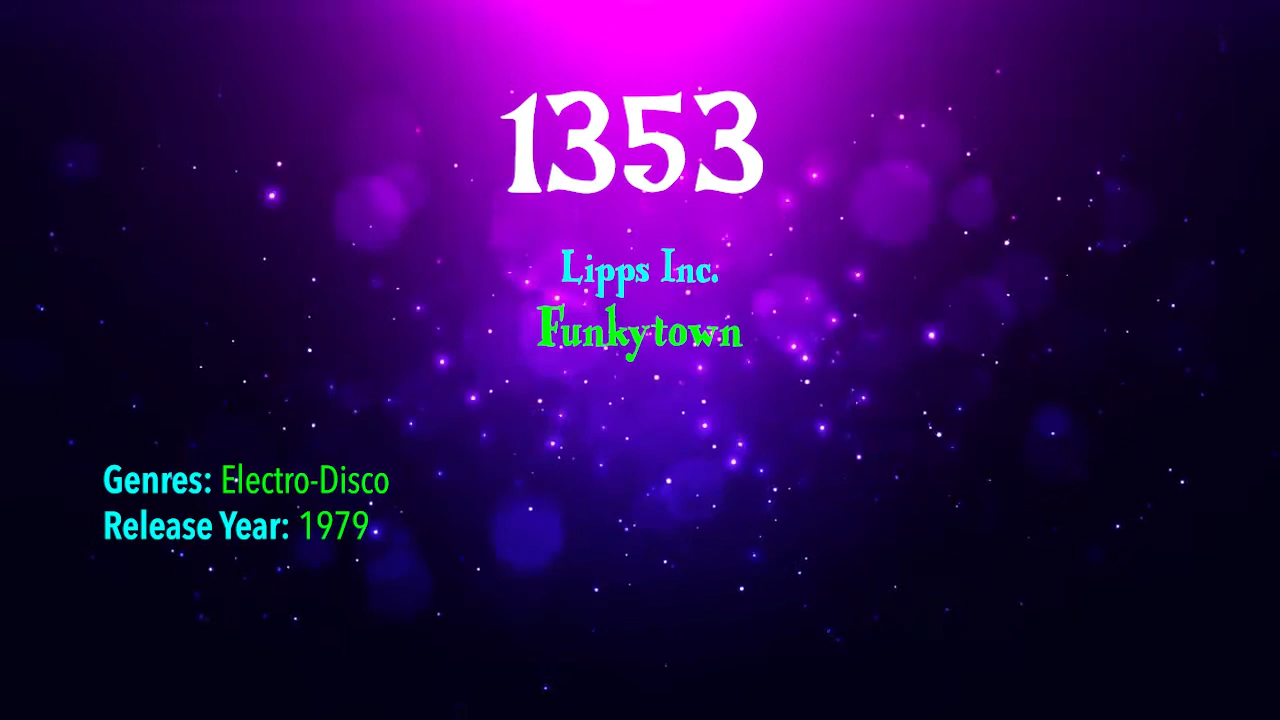 1353
Lipps Inc.
Funkytown
Genres: Electro-Disco
Release Year: 1979